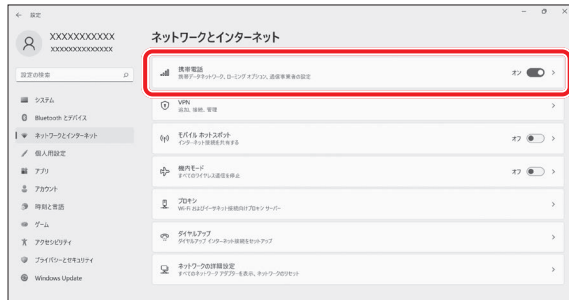 ← 設定
XXXXXXXXXXX
XXXXXXXXXXXXX
設定の検索
システム
Bluetooth とデバイス
ネットワークとインターネット
個人用設定
アプリ
アカウント
時刻と言語
ゲーム
アクセシビリティ
プライバシーとセキュリティ
Windows Update
ネットワークとインターネット
携帯電話
オン
携帯データネットワーク、ローミング オプション、通信事業者の設定
VPN
追加、接続、管理
モバイル ホットスポット
オフ
インターネット接続を共有する
機内モード
オフ
すべてのワイヤレス通信を停止
プロキシ
Wi-Fi およびイーサネット接続向けプロキシ サーバー
ダイヤルアップ
ダイヤルアップ インターネット接続をセットアップ
ネットワークの詳細設定
すべてのネットワーク アダプターを表示、ネットワークのリセット